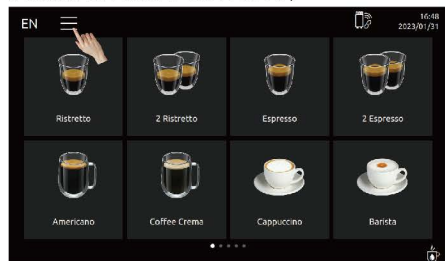 EN
16:48
2023/01/31
Ristretto
2 Ristretto
Espresso
2 Espresso
Americano
Coffee Crema
Cappuccino
Barista